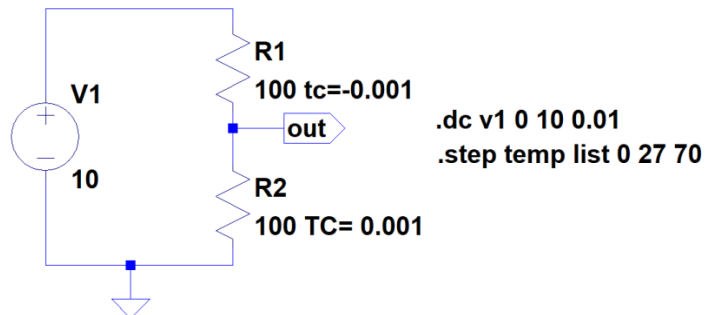 R1
100 tc=-0.001
V1
10
out
R2
100 TC= 0.001
.dc v1 0 10 0.01
.step temp list 0 27 70